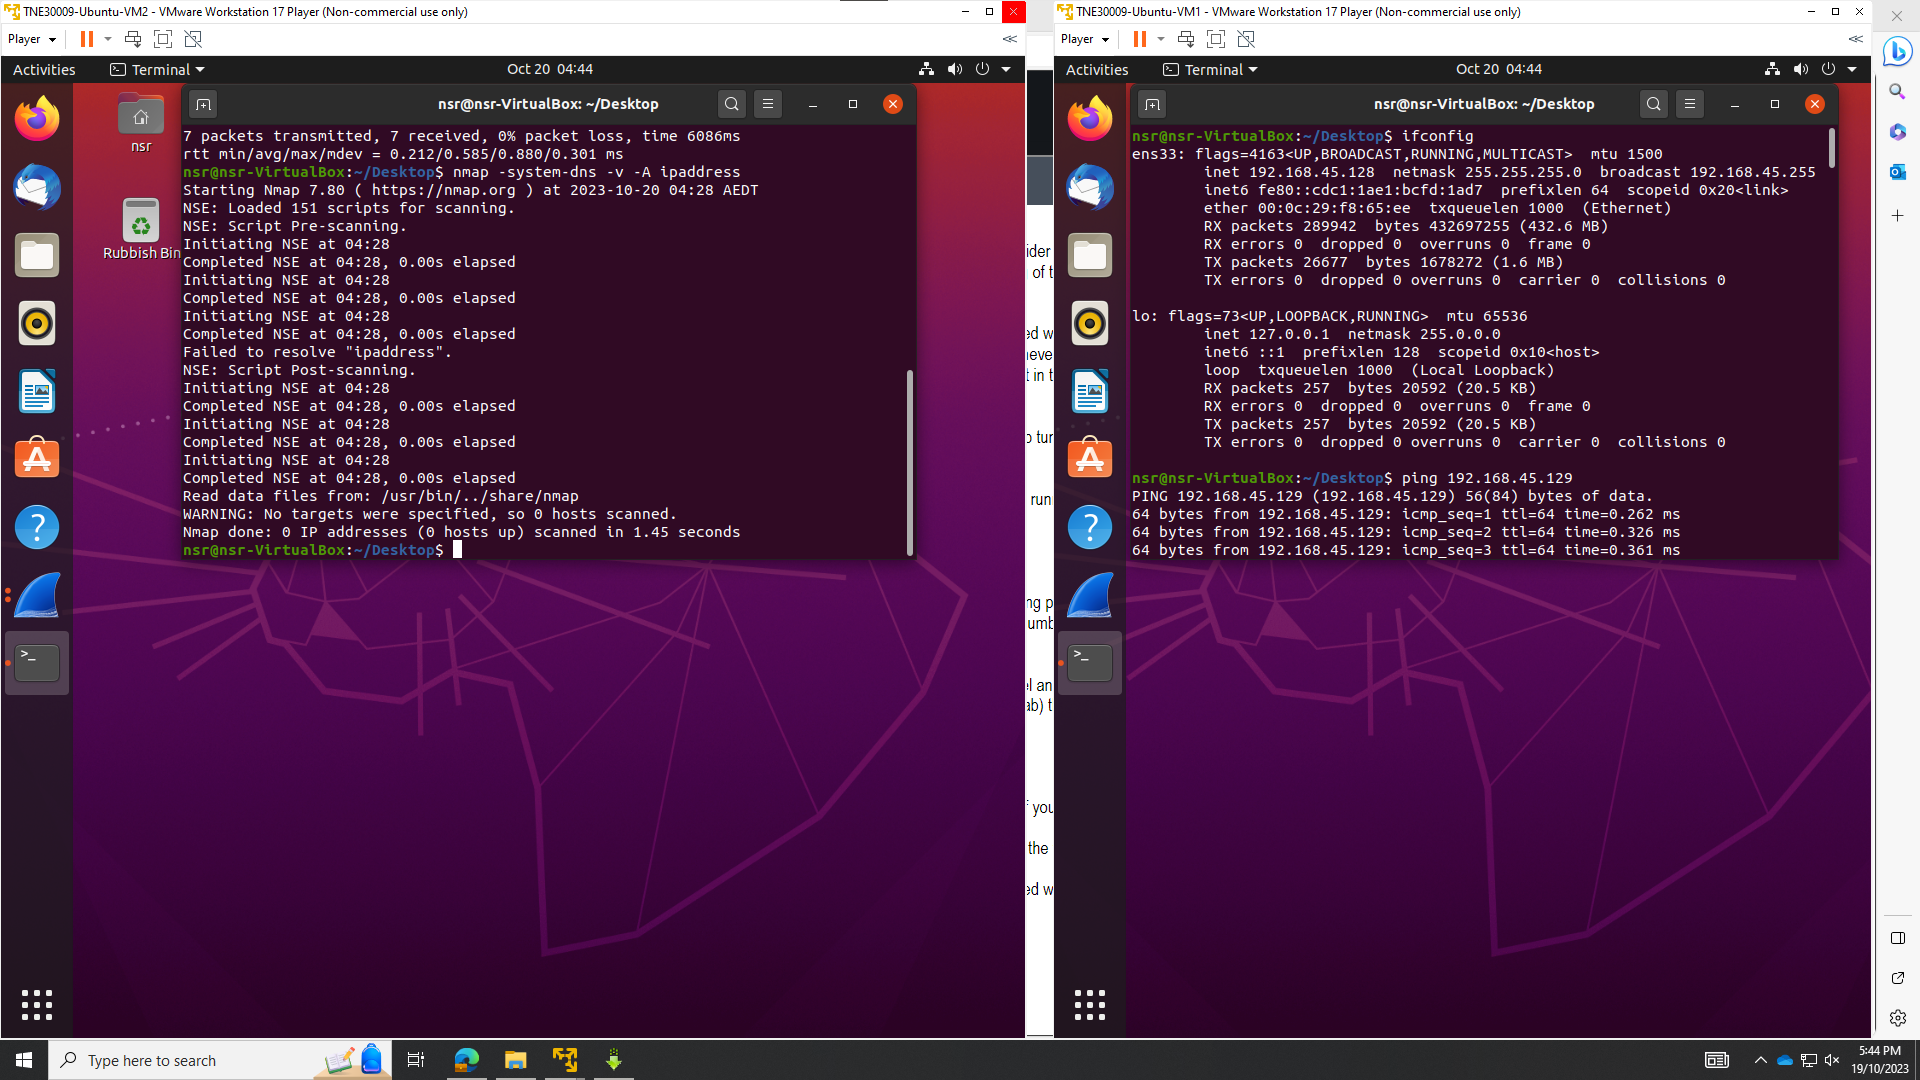 TNE30009-Ubuntu-VM2 - VMware Workstation 17 Player (Non-commercial use only)
Player
Activities
Terminal
Oct 20 04:44
nsr
Rubbish Bin
nsr@nsr-VirtualBox: ~/Desktop
7 packets transmitted, 7 received, 0% packet loss, time 6086ms
rtt min/avg/max/mdev = 0.212/0.585/0.880/0.301 ms
nsr@nsr-VirtualBox:~/Desktop$ nmap -system-dns -v -A ipaddress
Starting Nmap 7.80 ( https://nmap.org ) at 2023-10-20 04:28 AEDT
NSE: Loaded 151 scripts for scanning.
NSE: Script Pre-scanning.
Initiating NSE at 04:28
Completed NSE at 04:28, 0.00s elapsed
Initiating NSE at 04:28
Completed NSE at 04:28, 0.00s elapsed
Initiating NSE at 04:28
Completed NSE at 04:28, 0.00s elapsed
Failed to resolve "ipaddress".
NSE: Script Post-scanning.
Initiating NSE at 04:28
Completed NSE at 04:28, 0.00s elapsed
Initiating NSE at 04:28
Completed NSE at 04:28, 0.00s elapsed
Initiating NSE at 04:28
Completed NSE at 04:28, 0.00s elapsed
Read data files from: /usr/bin/../share/nmap
WARNING: No targets were specified, so 0 hosts scanned.
Nmap done: 0 IP addresses (0 hosts up) scanned in 1.45 seconds
nsr@nsr-VirtualBox:~/Desktop$
ider
of t
ed w
neve
t in t
tur
run
ng p
umb
el an
ab) t
f you
the
ed w
TNE30009-Ubuntu-VM1 - VMware Workstation 17 Player (Non-commercial use only)
Player
Activities
Terminal
Oct 20 04:44
nsr@nsr-VirtualBox: ~/Desktop
nsr@nsr-VirtualBox:~/Desktop$ ifconfig
ens33: flags=4163<UP,BROADCAST,RUNNING,MULTICAST>  mtu 1500
inet 192.168.45.128  netmask 255.255.255.0  broadcast 192.168.45.255
inet6 fe80::cdc1:1ae1:bcfd:1ad7  prefixlen 64  scopeid 0x20<link>
ether 00:0c:29:f8:65:ee  txqueuelen 1000  (Ethernet)
RX packets 289942  bytes 432697255 (432.6 MB)
RX errors 0  dropped 0  overruns 0  frame 0
TX packets 26677  bytes 1678272 (1.6 MB)
TX errors 0  dropped 0 overruns 0  carrier 0  collisions 0
lo: flags=73<UP,LOOPBACK,RUNNING>  mtu 65536
inet 127.0.0.1  netmask 255.0.0.0
inet6 ::1  prefixlen 128  scopeid 0x10<host>
loop  txqueuelen 1000  (Local Loopback)
RX packets 257  bytes 20592 (20.5 KB)
RX errors 0  dropped 0  overruns 0  frame 0
TX packets 257  bytes 20592 (20.5 KB)
TX errors 0  dropped 0 overruns 0  carrier 0  collisions 0
nsr@nsr-VirtualBox:~/Desktop$ ping 192.168.45.129
PING 192.168.45.129 (192.168.45.129) 56(84) bytes of data.
64 bytes from 192.168.45.129: icmp_seq=1 ttl=64 time=0.262 ms
64 bytes from 192.168.45.129: icmp_seq=2 ttl=64 time=0.326 ms
64 bytes from 192.168.45.129: icmp_seq=3 ttl=64 time=0.361 ms
Type here to search
5:44 PM
19/10/2023